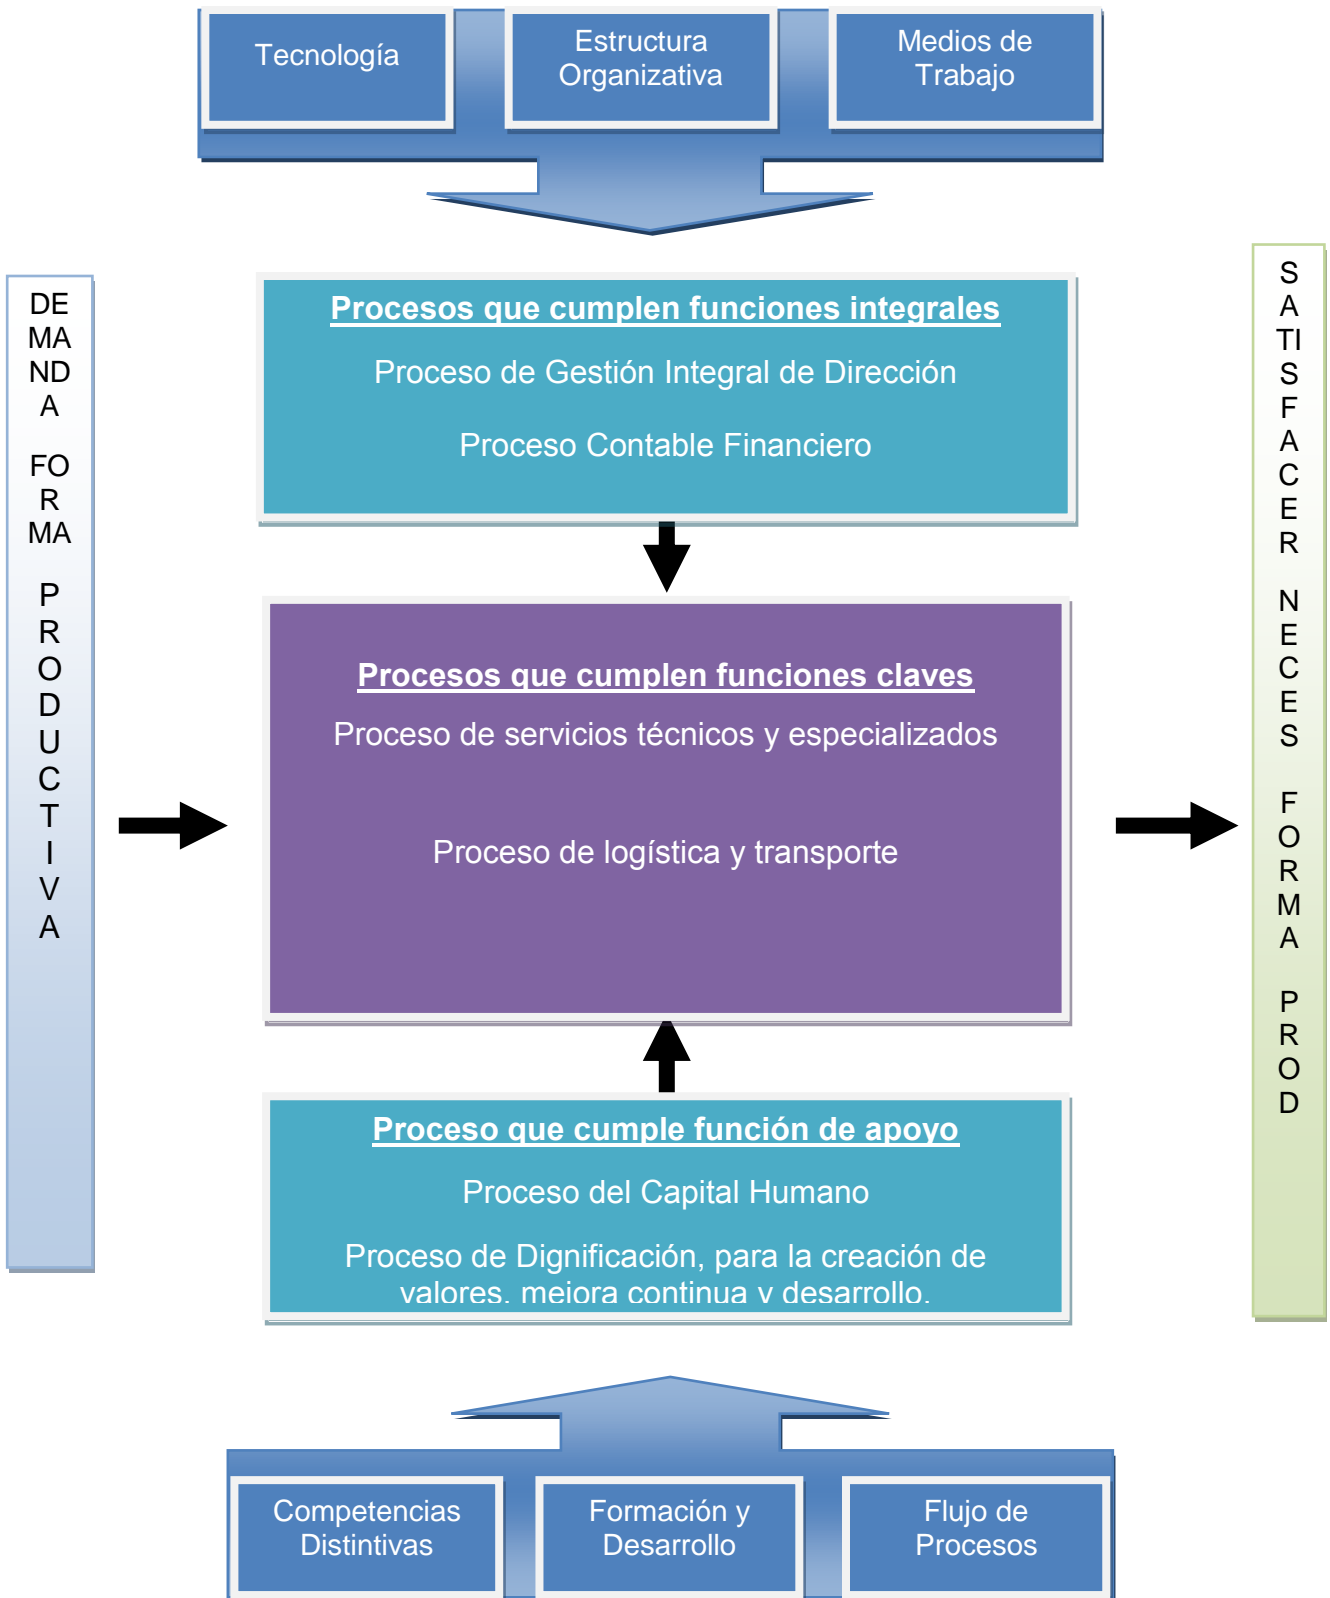 Tecnología
Estructura
Organizativa
Medios de
Trabajo
DE
MA
ND
A
FO
R
MA
P
R
O
D
U
C
T
I
V
A
Procesos que cumplen funciones integrales
Proceso de Gestión Integral de Dirección
Proceso Contable Financiero
Procesos que cumplen funciones claves
Proceso de servicios técnicos y especializados
Proceso de logística y transporte
Proceso que cumple función de apoyo
Proceso del Capital Humano
Proceso de Dignificación, para la creación de
valores, mejora continua y desarrollo.
S
A
TI
S
F
A
C
E
R
N
E
C
E
S
F
O
R
M
A
P
R
O
D
Competencias
Distintivas
Formación y
Desarrollo
Flujo de
Procesos